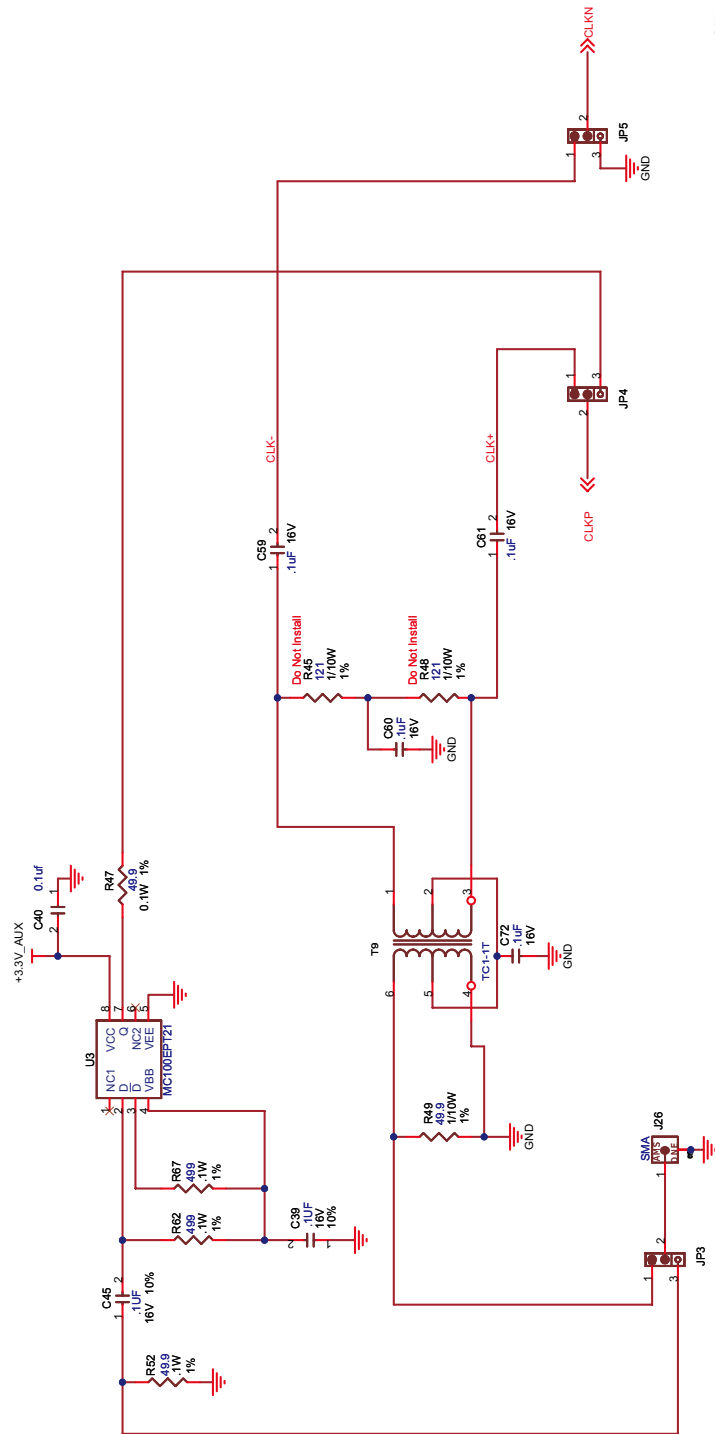 CLKN
2
JP5
1
3
GND
CLK-
1
3
2
JP4
CLK+
CLKP
2
C59
16V
.1uF
1
2
C61
16V
1
.1uF
Do Not Install
R45
121
1/10W
1%
Do Not Install
R48
121
1/10W
1%
C60
.1uF
16V
GND
0.1uf
1
C40
2
+3.3V_AUX
R47
49.9
0.1W
1%
1
2
3
T9
6
5
4
TC1-1T
C72
.1uF
16V
GND
8
7
6
5
U3
VCC
Q
NC2
VEE
NC1
D
D
VBB
MC100EPT21
1
2
3
4
R49
49.9
1/10W
1%
GND
R67
499
.1W
1%
R62
499
.1W
1%
C39
.1UF
16V
10%
2
1
J26
SMA
1
2
JP3
1
3
2
10%
C45
.1UF
16V
1
R52
49.9
.1W
1%